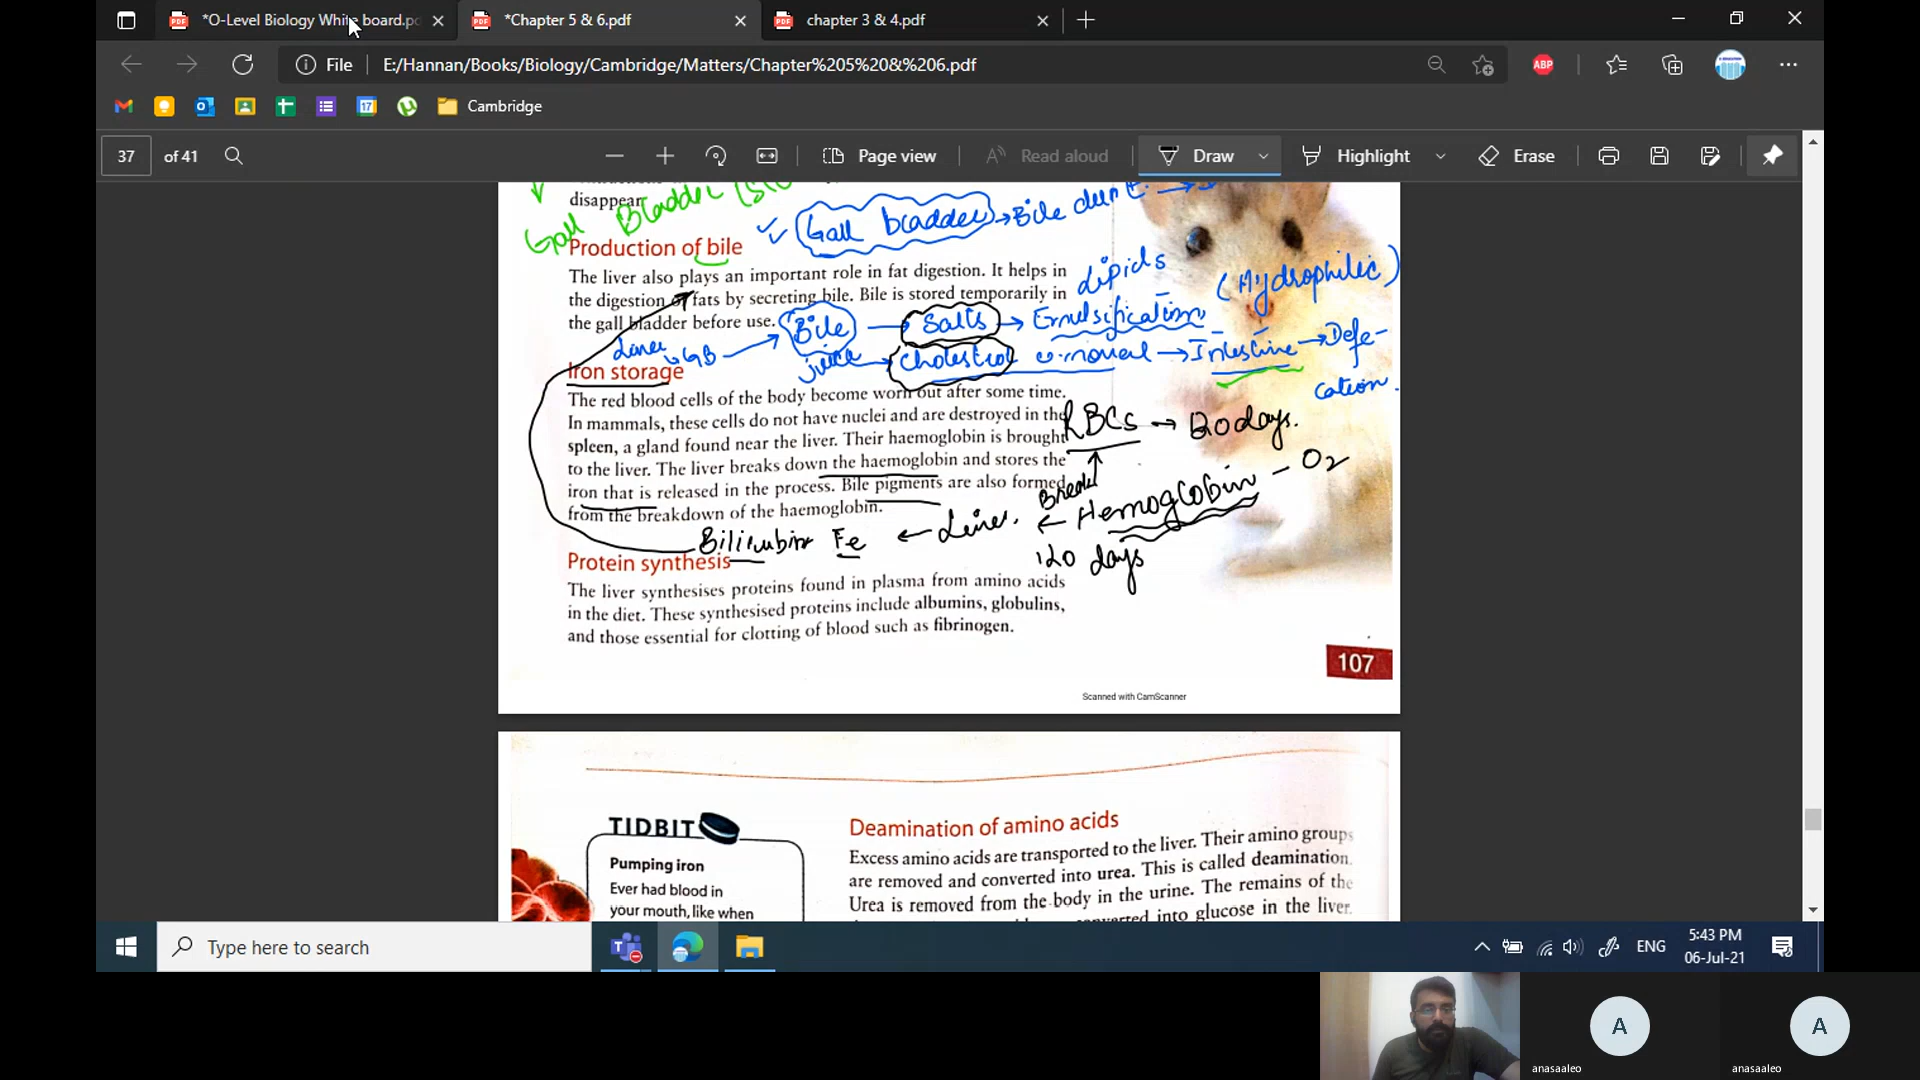 *O-Level Biology White board.pd
*Chapter 5 & 6.pdf
chapter 3 & 4.pdf
File
E:/Hannan/Books/Biology/Cambridge/Matters/Chapter%205%20&%206.pdf
ABP
Cambridge
37 of 41
Page view
Read aloud
Draw
Highlight
Erase
disappear.
Gall Bladder
Gall bladder → Bile duct. →
Production of bile
The liver also plays an important role in fat digestion. It helps in
the digestion of fats by secreting bile. Bile is stored temporarily in
the gall bladder before use.
Lipids (Hydrophilic)
Bile → Salts → Emulsification
Liver GB juice → Cholestrol removal → Intestine → Defe-
cation.
Iron storage
The red blood cells of the body become worn out after some time.
In mammals, these cells do not have nuclei and are destroyed in the
spleen, a gland found near the liver. Their haemoglobin is brought
to the liver. The liver breaks down the haemoglobin and stores the
iron that is released in the process. Bile pigments are also formed
from the breakdown of the haemoglobin.
RBCs → 120 days.
Break
Hemoglobin - O2
Bilirubin Fe ← Liver. ←
120 days
Protein synthesis
The liver synthesises proteins found in plasma from amino acids
in the diet. These synthesised proteins include albumins, globulins,
and those essential for clotting of blood such as fibrinogen.
107
Scanned with CamScanner
TIDBIT
Pumping iron
Ever had blood in
your mouth, like when
Deamination of amino acids
Excess amino acids are transported to the liver. Their amino groups
are removed and converted into urea. This is called deamination.
Urea is removed from the body in the urine. The remains of the
converted into glucose in the liver.
Type here to search
ENG
5:43 PM
06-Jul-21
A
anasaaleo
A
anasaaleo